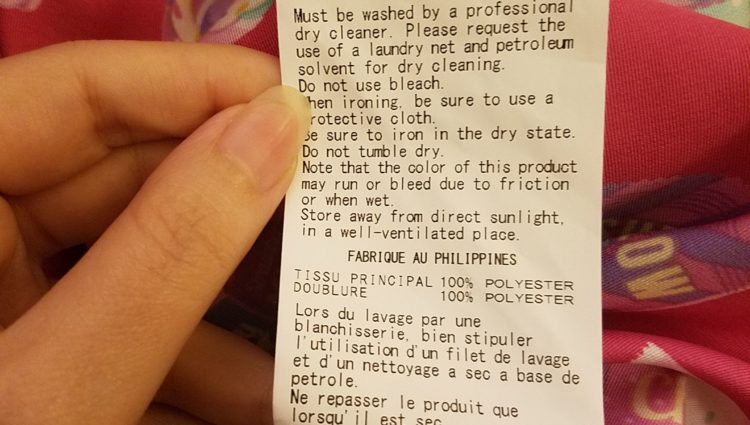 Must be washed by a professional
dry cleaner. Please request the
use of a laundry net and petroleum
solvent for dry cleaning.
Do not use bleach.
hen ironing, be sure to use a
rotective cloth.
e sure to iron in the dry state.
Do not tumble dry.
Note that the color of this product
may run or bleed due to friction
or when wet.
Store away from direct sunlight,
in a well-ventilated place.
FABRIQUE AU PHILIPPINES
TISSU PRINCIPAL 100% POLYESTER
DOUBLURE 100% POLYESTER
Lors du lavage par une
blanchisserie, bien stipuler
l'utilisation d'un filet de lavage
et d'un nettoyage a sec a base de
petrole.
Ne repasser le produit que
lorsqu'il est sec